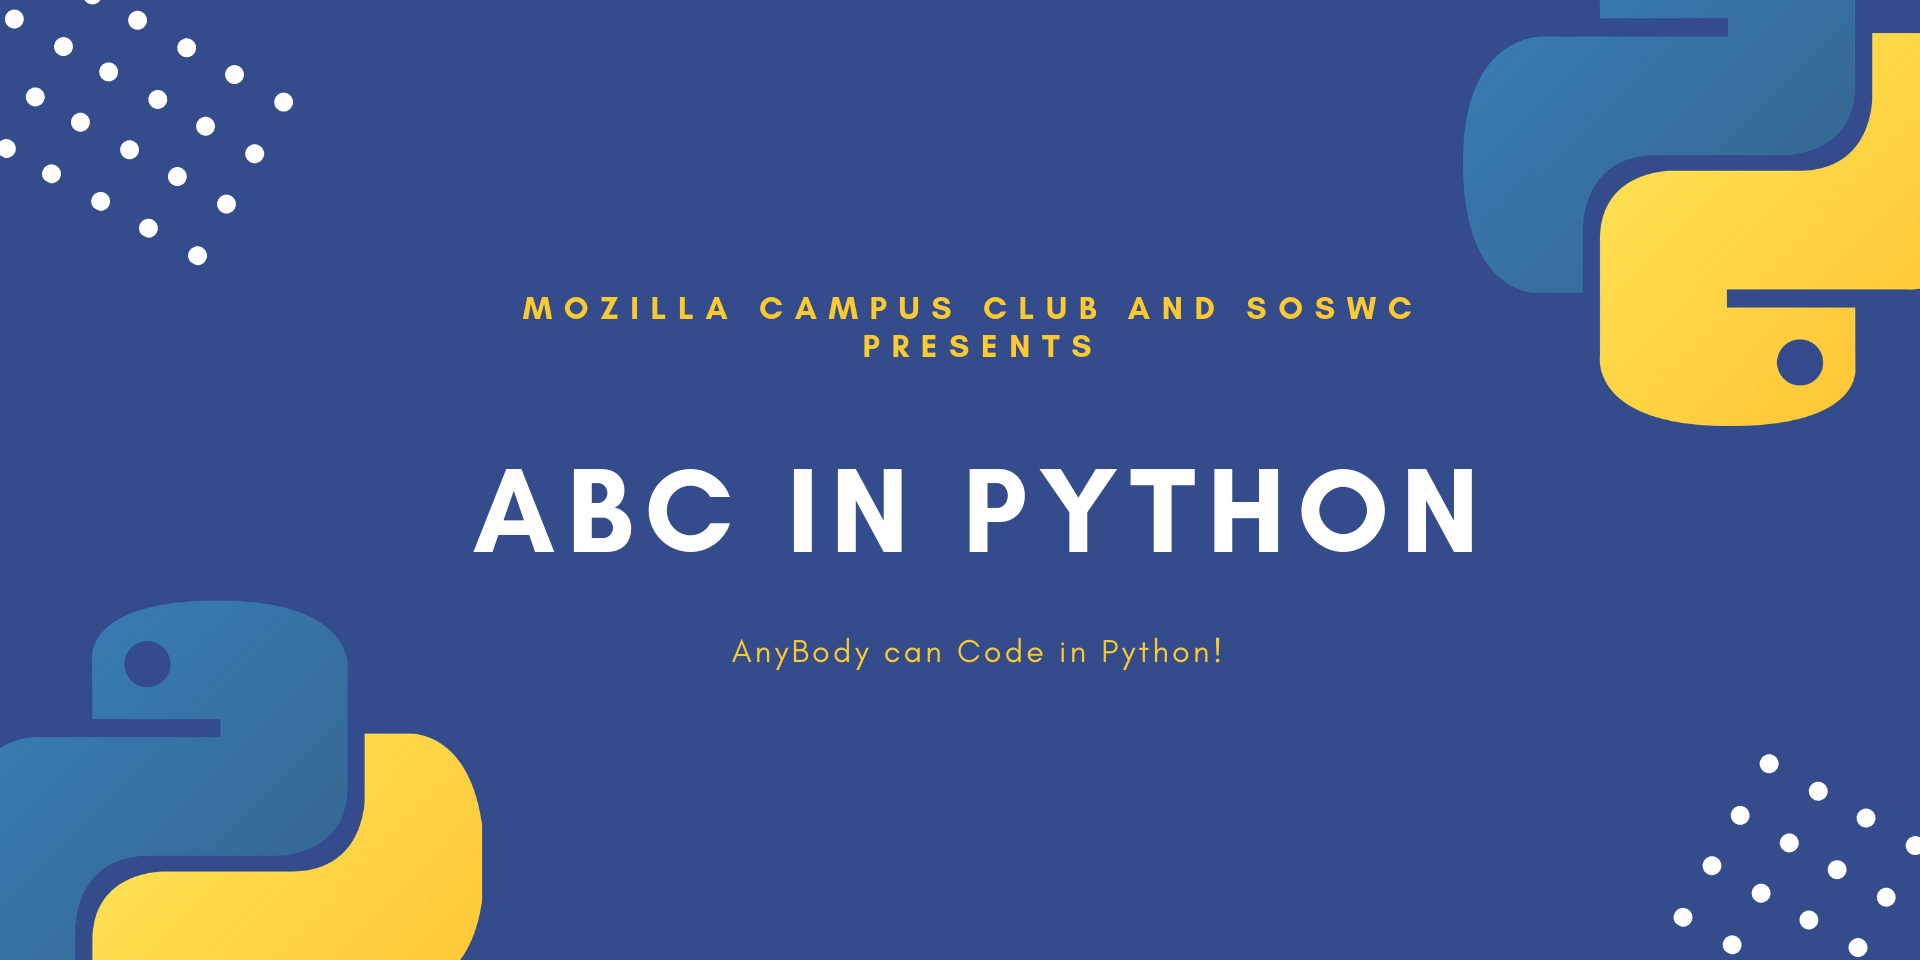 MOZILLA CAMPUS CLUB AND SOSWC
PRESENTS
ABC IN PYTHON
AnyBody can Code in Python!